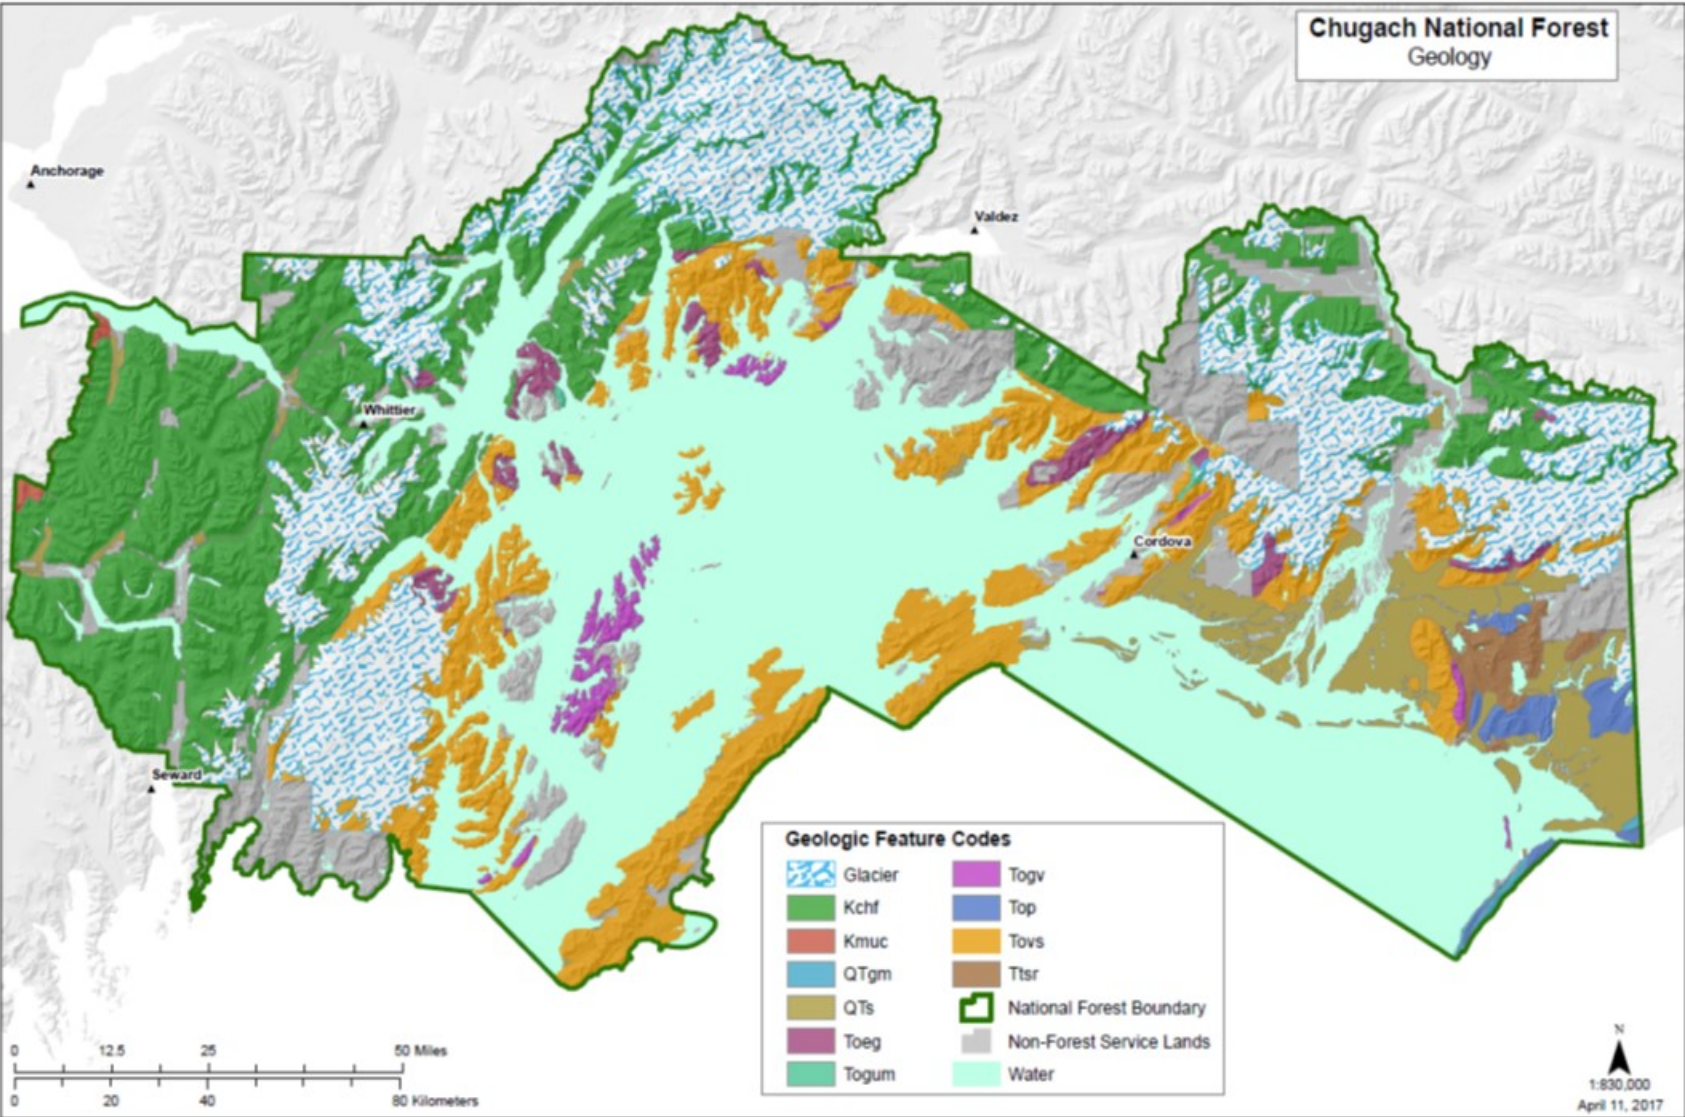 Chugach National Forest
Geology
Anchorage
Valdez
Whittier
Cordova
Seward
Geologic Feature Codes
Glacier
Kchf
Kmuc
QTgm
QTs
Toeg
Togum
Togv
Top
Tovs
Ttsr
National Forest Boundary
Non-Forest Service Lands
Water
0 12.5 25 50 Miles
0 20 40 80 Kilometers
N
1:830,000
April 11, 2017